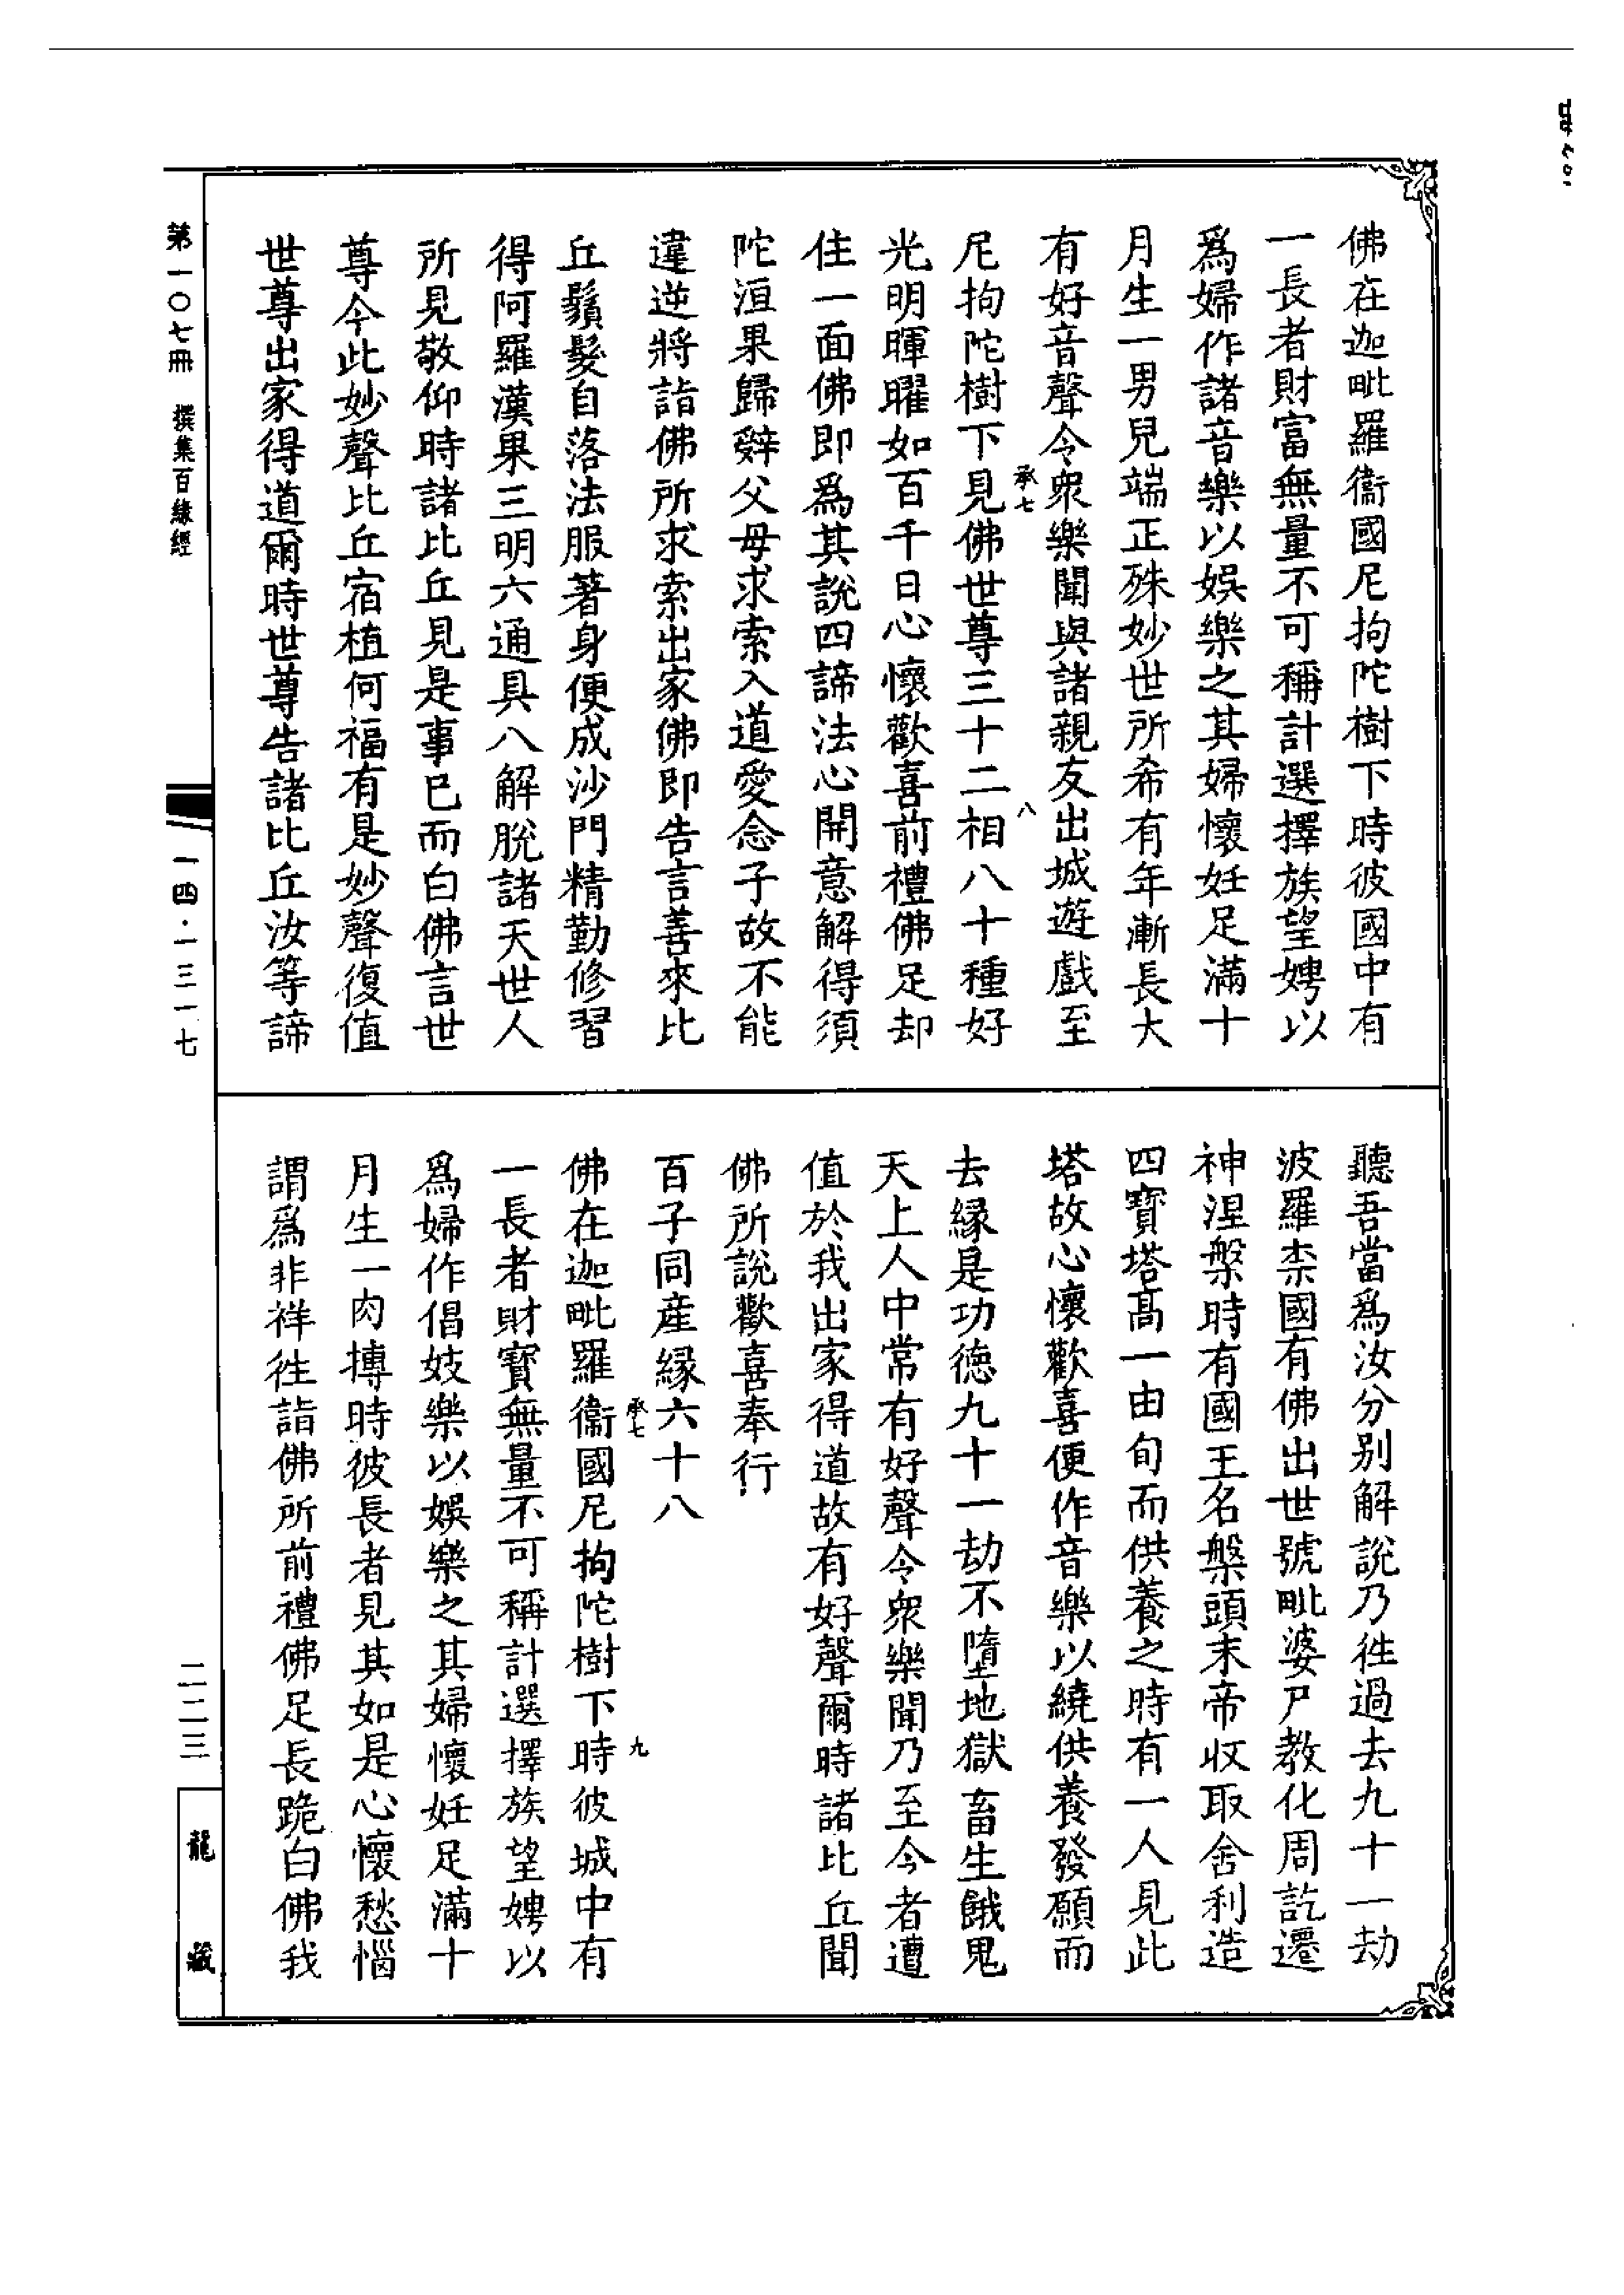 佛在迦毗羅衞國尼拘陀樹下時彼國中有
一長者財富無量不可稱計選擇族望娉以
爲婦作諸音樂以娛樂之其婦懷妊足滿十
月生一男兒端正殊妙世所希有年漸長大
有好音聲令衆樂聞與諸親友出城遊戲至
承七 八
尼拘陀樹下見佛世尊三十二相八十種好
光明暉曜如百千日心懷歡喜前禮佛足却
住一面佛即爲其說四諦法心開意解得須
陀洹果歸辤父母求索入道愛念子故不能
違逆將詣佛所求索出家佛即告言善來比
丘鬚髮自落法服著身便成沙門精勤修習
得阿羅漢果三明六通具八解脫諸天世人
所見敬仰時諸比丘見是事已而白佛言世
尊今此妙聲比丘宿植何福有是妙聲復值
世尊出家得道爾時世尊告諸比丘汝等諦
聽吾當爲汝分别解說乃徃過去九十一劫
波羅柰國有佛出世號毗婆尸教化周訖遷
神涅槃時有國王名槃頭末帝收取舍利造
四寶塔高一由旬而供養之時有一人見此
塔故心懷歡喜便作音樂以繞供養發願而
去緣是功德九十一劫不墮地獄畜生餓鬼
天上人中常有好聲令衆樂聞乃至今者遭
值於我出家得道故有好聲爾時諸比丘聞
佛所說歡喜奉行
百子同産緣六十八
承七 九
佛在迦毗羅衞國尼拘陀樹下時彼城中有
一長者財寶無量不可稱計選擇族望娉以
爲婦作倡妓樂以娛樂之其婦懷妊足滿十
月生一肉摶時彼長者見其如是心懷愁惱
謂爲非祥徃詣佛所前禮佛足長跪白佛我
第一〇七冊 撰集百緣經
一四·一三一七
二二三
龍藏